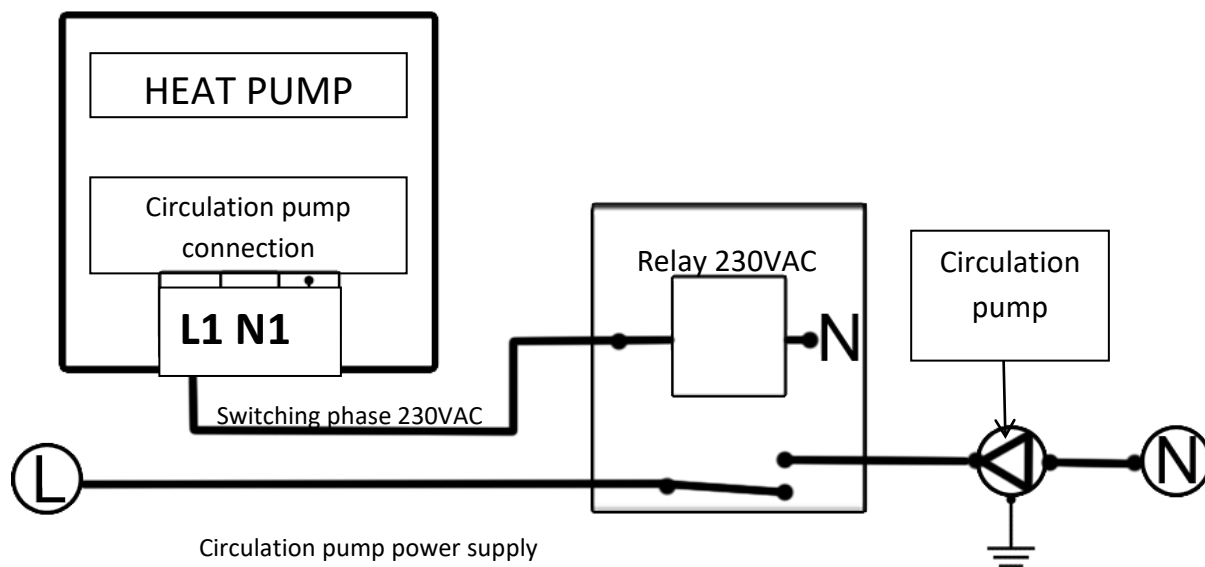 HEAT PUMP
Circulation pump
connection
L1 N1
Switching phase 230VAC
Relay 230VAC
N
Circulation
pump
L
N
Circulation pump power supply